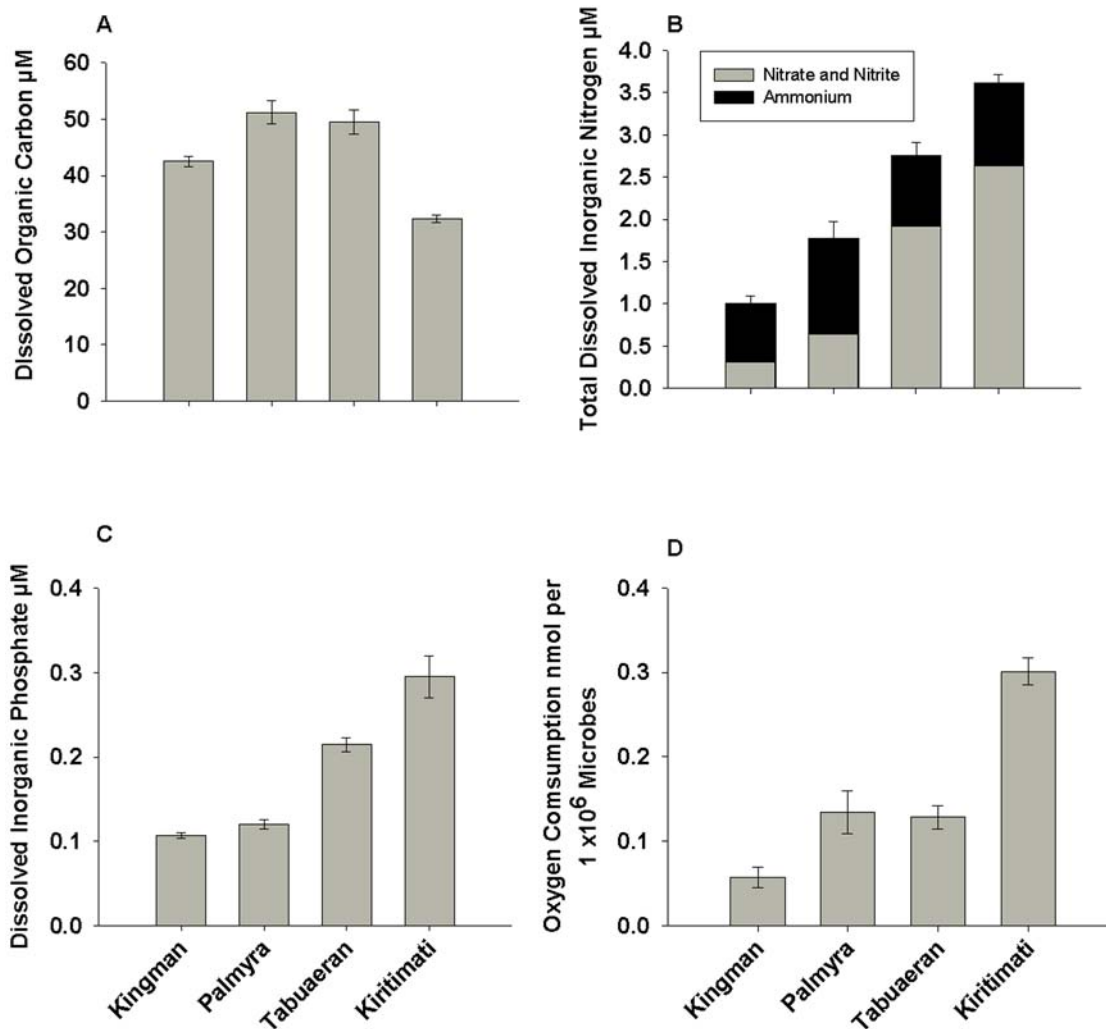 A
DIssolved Organic Carbon µM
60
50
40
30
20
10
0
B
Total Dissolved Inorganic Nitrogen µM
4.0
3.5
3.0
2.5
2.0
1.5
1.0
0.5
0.0
Nitrate and Nitrite
Ammonium
C
Dissolved Inorganic Phosphate µM
0.4
0.3
0.2
0.1
0.0
Kingman
Palmyra
Tabuaeran
Kiritimati
D
Oxygen Comsumption nmol per
1 x10⁶ Microbes
0.4
0.3
0.2
0.1
0.0
Kingman
Palmyra
Tabuaeran
Kiritimati